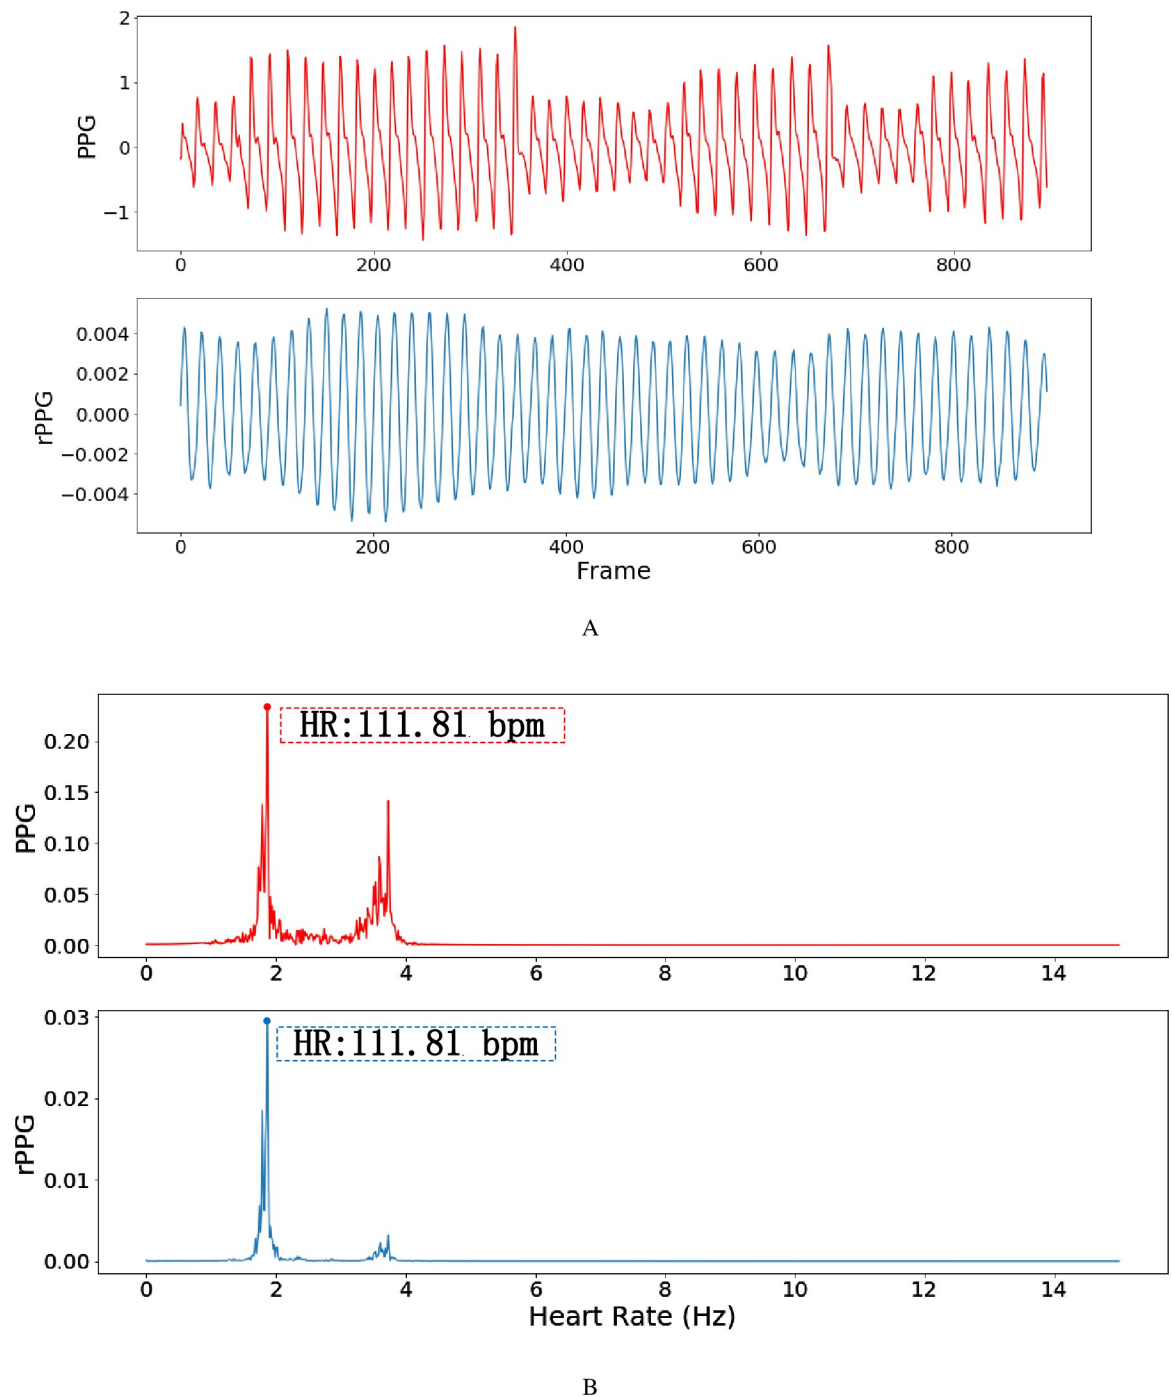 2
1
0
−1
PPG
0 200 400 600 800
0.004
0.002
0.000
−0.002
−0.004
rPPG
0 200 400 600 800
Frame
A
0.20
0.15
0.10
0.05
0.00
PPG
HR:111.81 bpm
0 2 4 6 8 10 12 14
0.03
0.02
0.01
0.00
rPPG
HR:111.81 bpm
0 2 4 6 8 10 12 14
Heart Rate (Hz)
B